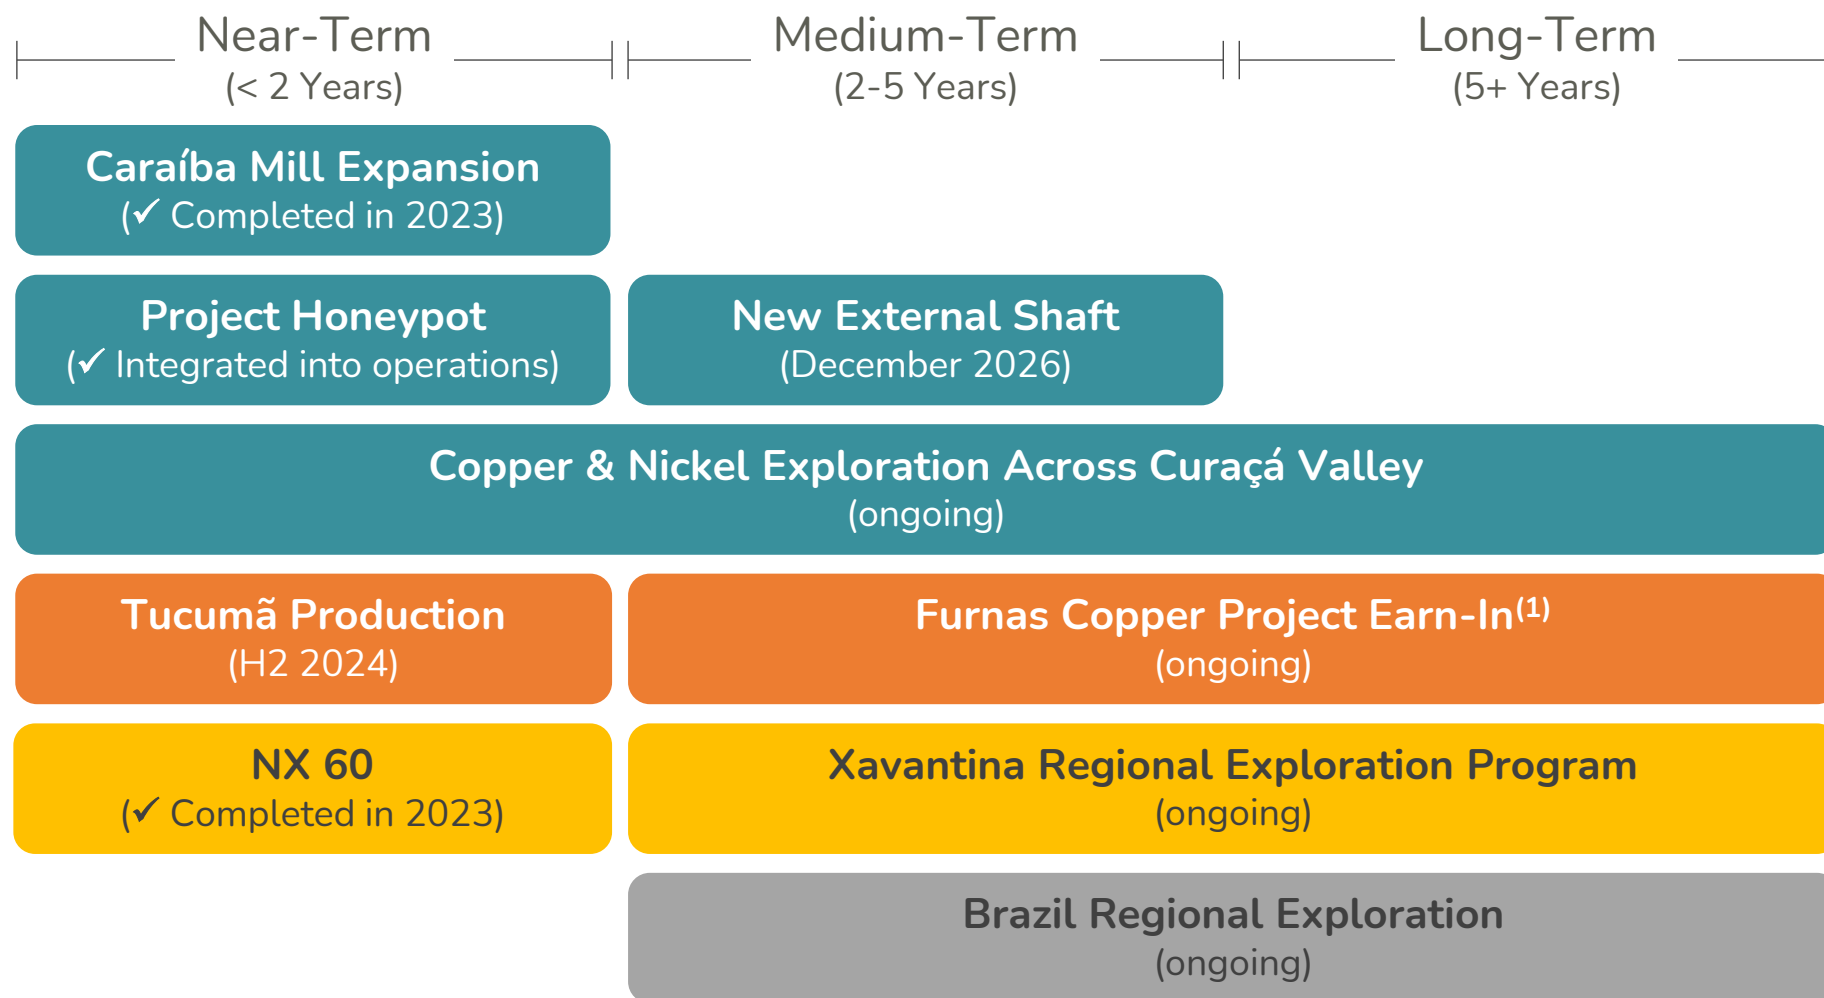 Near-Term
(< 2 Years)
Medium-Term
(2-5 Years)
Long-Term
(5+ Years)
Caraíba Mill Expansion
(✓ Completed in 2023)
Project Honeypot
(✓ Integrated into operations)
New External Shaft
(December 2026)
Copper & Nickel Exploration Across Curaçá Valley
(ongoing)
Tucumã Production
(H2 2024)
Furnas Copper Project Earn-In(1)
(ongoing)
NX 60
(✓ Completed in 2023)
Xavantina Regional Exploration Program
(ongoing)
Brazil Regional Exploration
(ongoing)